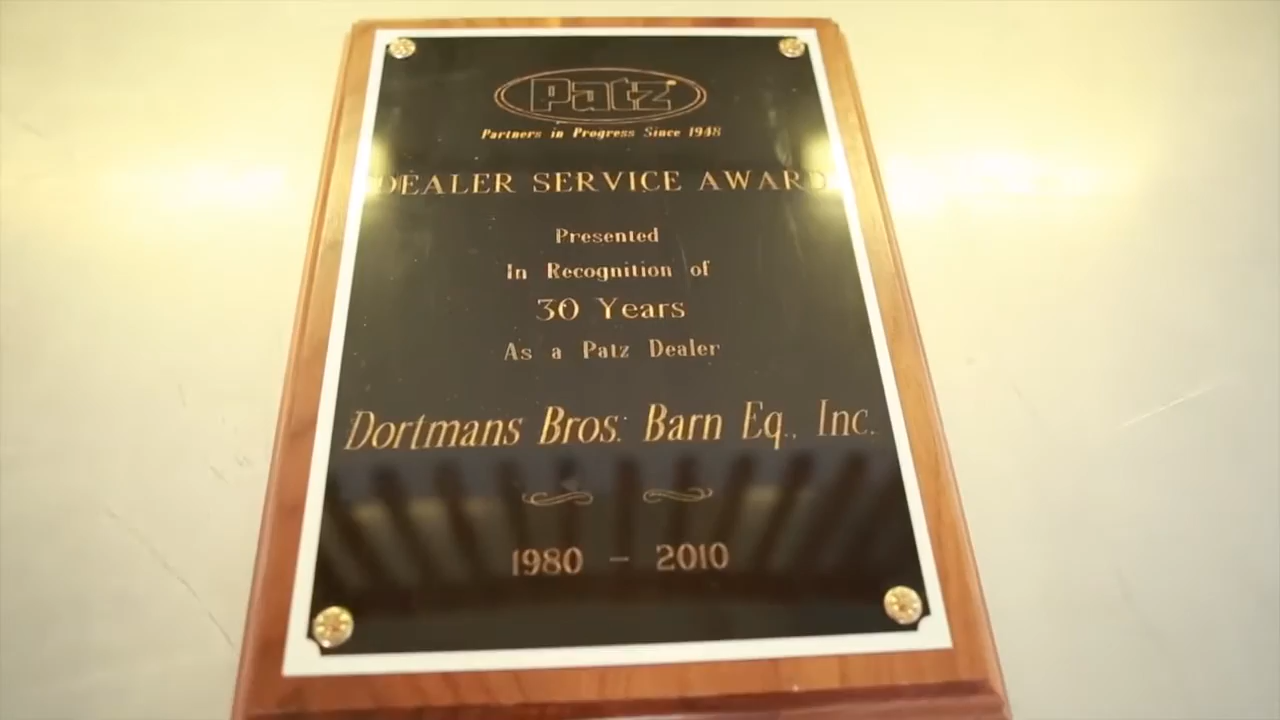 Patz
Partners in Progress Since 1948
DEALER SERVICE AWARD
Presented
In Recognition of
30 Years
As a Patz Dealer
Dortmans Bros. Barn Eq., Inc.
1980 - 2010